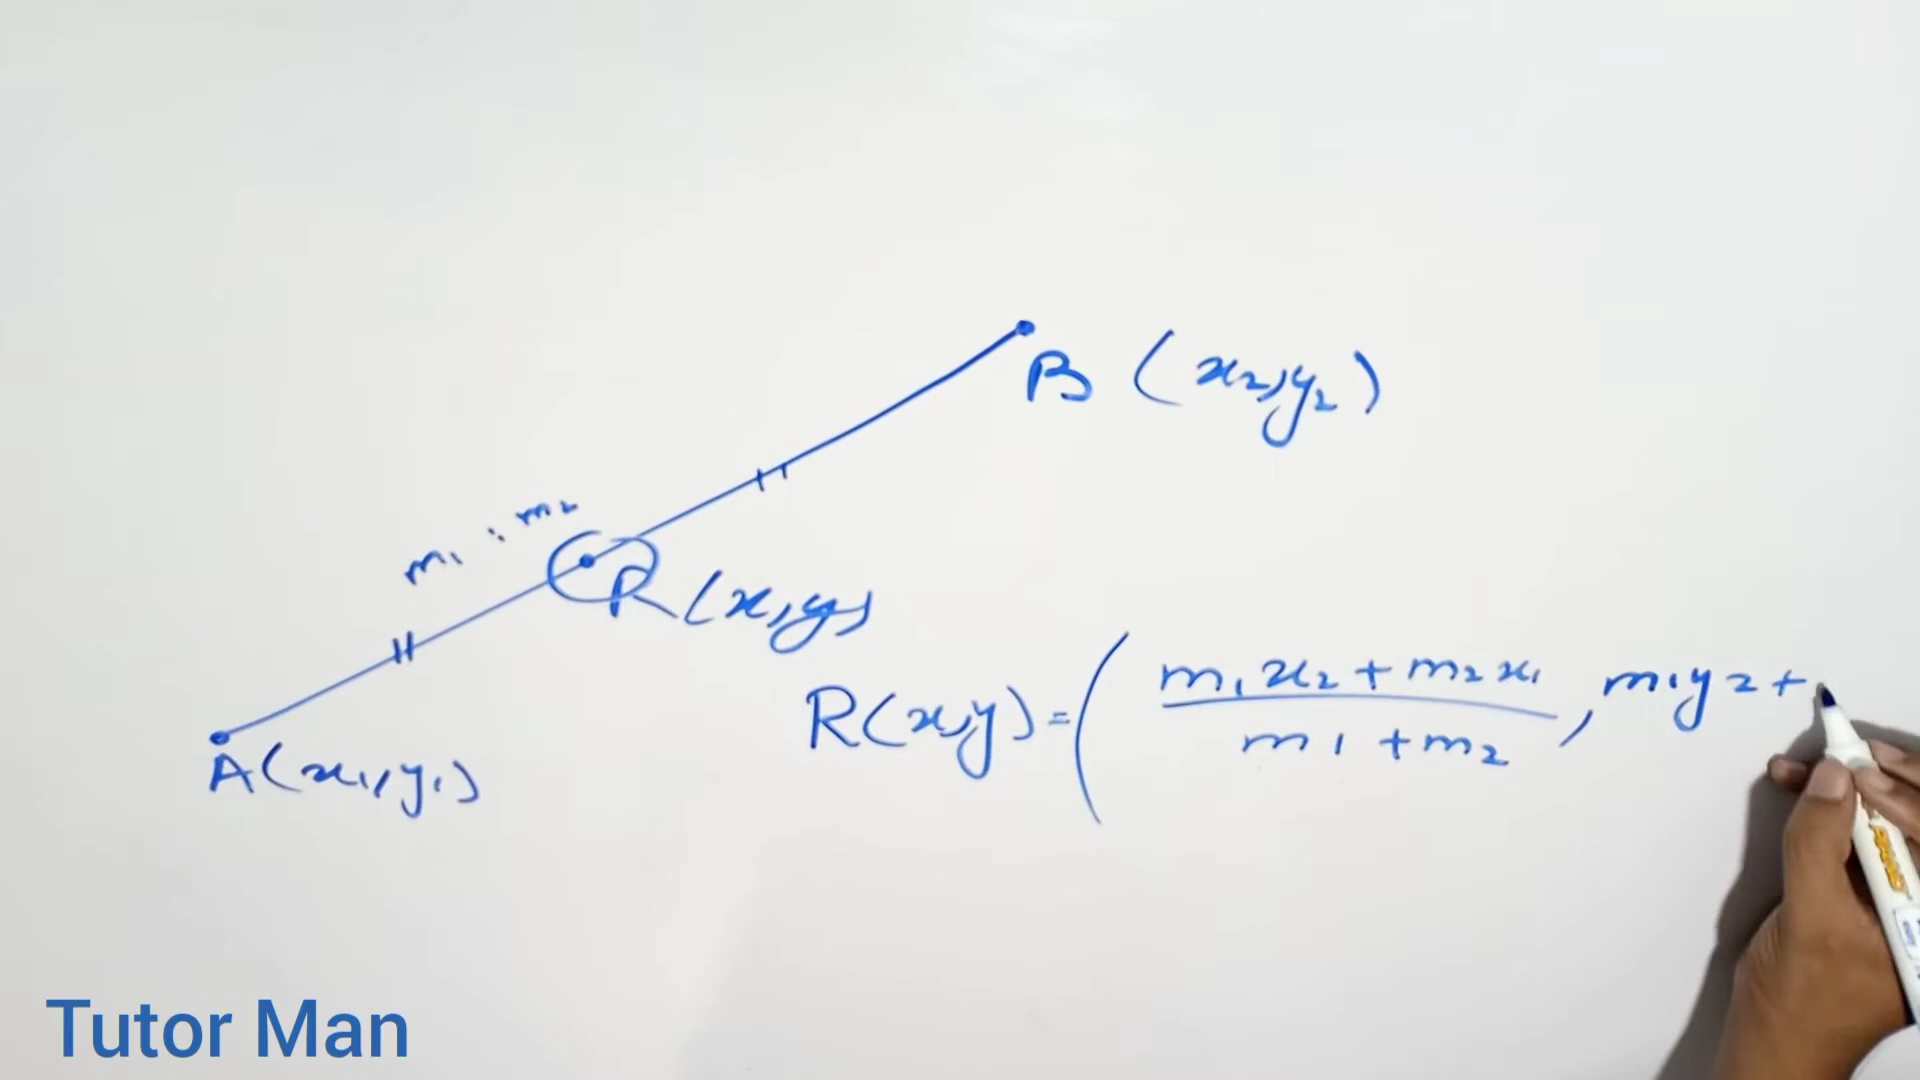 B (x₂, y₂)
m₁ : m₂
R (x, y)
A (x₁, y₁)
R(x, y) = ( (m₁x₂ + m₂x₁) / (m₁ + m₂) , m₁y₂ +
Tutor Man